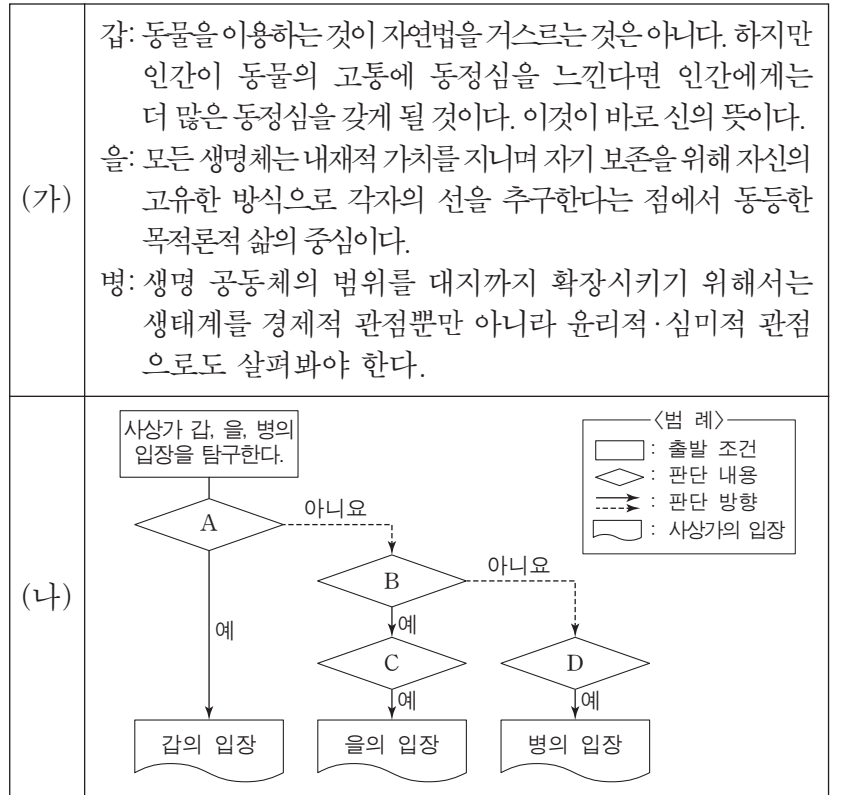 (가)
갑: 동물을 이용하는 것이 자연법을 거스르는 것은 아니다. 하지만
인간이 동물의 고통에 동정심을 느낀다면 인간에게는
더 많은 동정심을 갖게 될 것이다. 이것이 바로 신의 뜻이다.
을: 모든 생명체는 내재적 가치를 지니며 자기 보존을 위해 자신의
고유한 방식으로 각자의 선을 추구한다는 점에서 동등한
목적론적 삶의 중심이다.
병: 생명 공동체의 범위를 대지까지 확장시키기 위해서는
생태계를 경제적 관점뿐만 아니라 윤리적·심미적 관점
으로도 살펴봐야 한다.
(나)
사상가 갑, 을, 병의
입장을 탐구한다.
〈범 례〉
: 출발 조건
: 판단 내용
: 판단 방향
: 사상가의 입장
A
아니요
B
아니요
예
예
C
D
예
예
갑의 입장
을의 입장
병의 입장